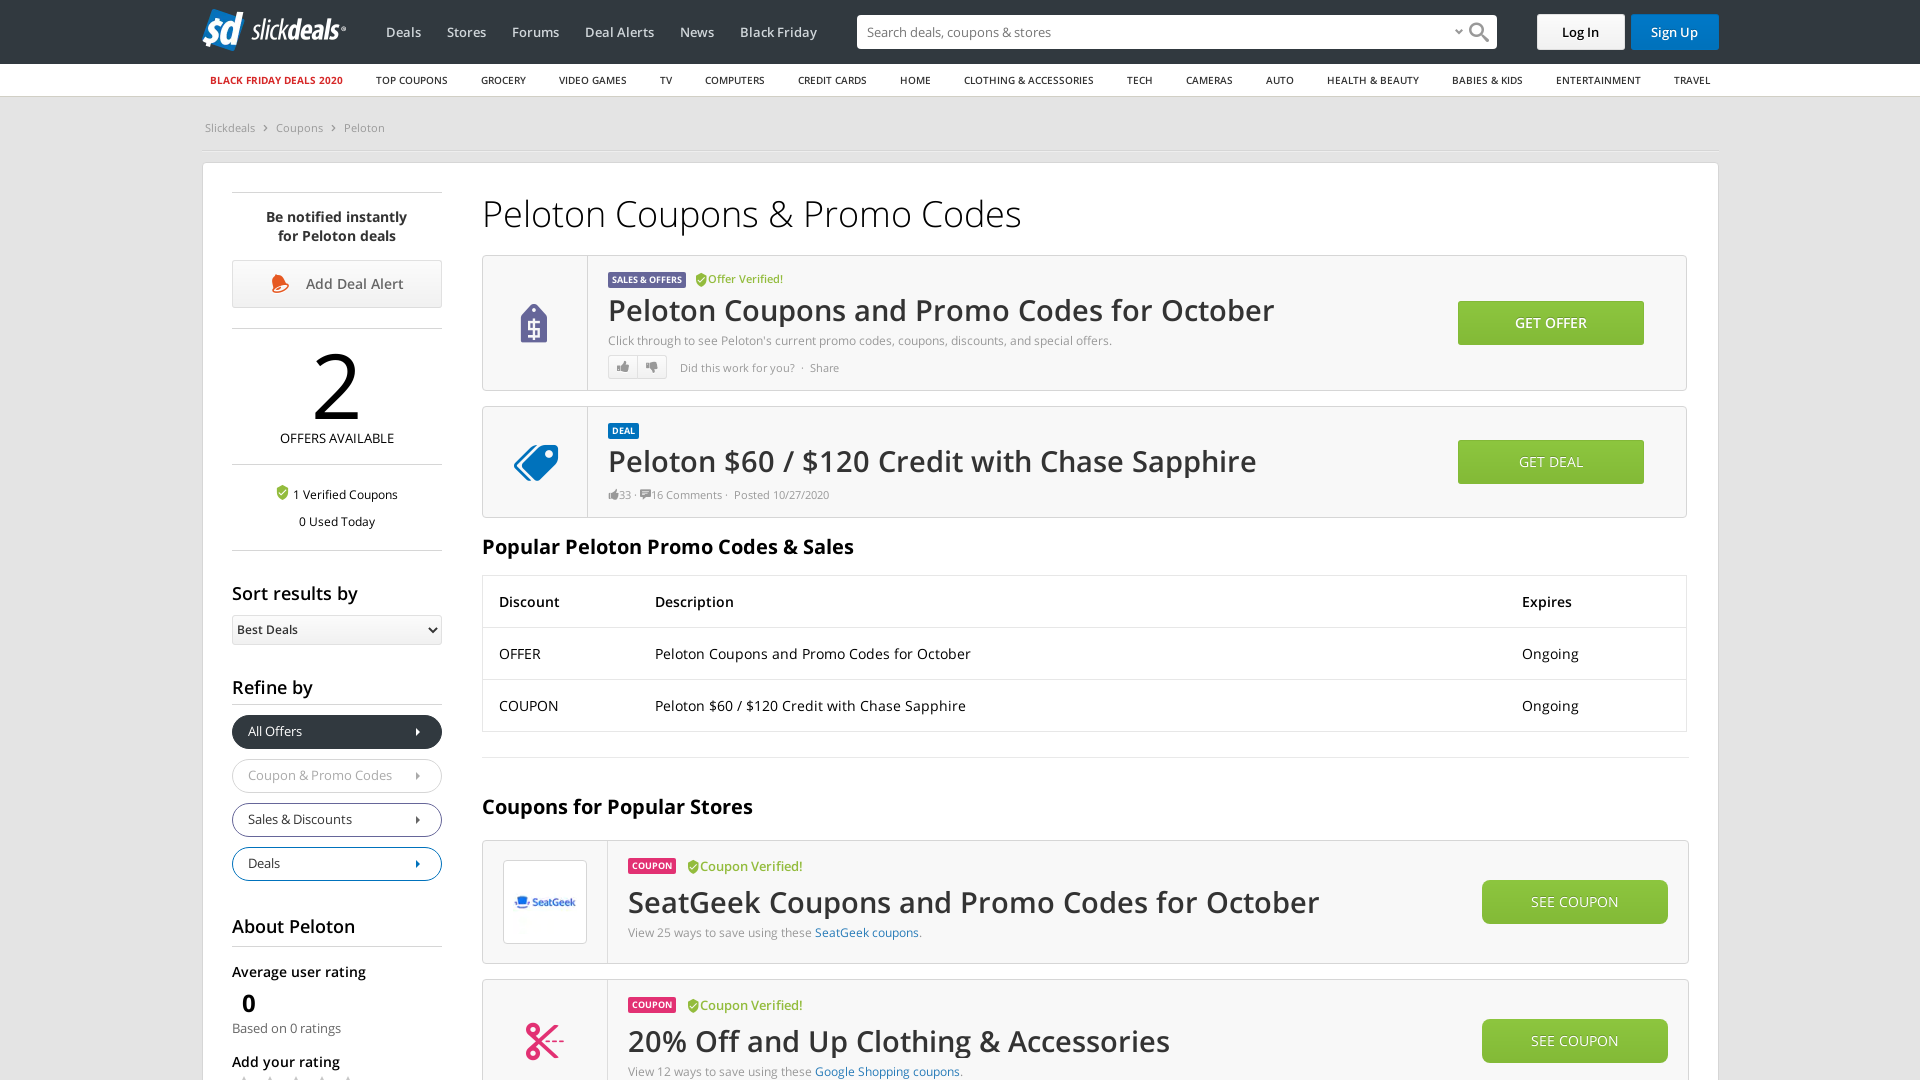 sd slickdeals
Deals
Stores
Forums
Deal Alerts
News
Black Friday
Search deals, coupons & stores
Log In
Sign Up
BLACK FRIDAY DEALS 2020
TOP COUPONS
GROCERY
VIDEO GAMES
TV
COMPUTERS
CREDIT CARDS
HOME
CLOTHING & ACCESSORIES
TECH
CAMERAS
AUTO
HEALTH & BEAUTY
BABIES & KIDS
ENTERTAINMENT
TRAVEL
Slickdeals > Coupons > Peloton
Be notified instantly
for Peloton deals
Add Deal Alert
2
OFFERS AVAILABLE
1 Verified Coupons
0 Used Today
Sort results by
Best Deals
Refine by
All Offers
Coupon & Promo Codes
Sales & Discounts
Deals
About Peloton
Average user rating
0
Based on 0 ratings
Add your rating
Peloton Coupons & Promo Codes
SALES & OFFERS Offer Verified!
Peloton Coupons and Promo Codes for October
Click through to see Peloton's current promo codes, coupons, discounts, and special offers.
Did this work for you? · Share
GET OFFER
DEAL
Peloton $60 / $120 Credit with Chase Sapphire
33 · 16 Comments · Posted 10/27/2020
GET DEAL
Popular Peloton Promo Codes & Sales
Discount Description Expires
OFFER Peloton Coupons and Promo Codes for October Ongoing
COUPON Peloton $60 / $120 Credit with Chase Sapphire Ongoing
Coupons for Popular Stores
SeatGeek
COUPON Coupon Verified!
SeatGeek Coupons and Promo Codes for October
View 25 ways to save using these SeatGeek coupons.
SEE COUPON
COUPON Coupon Verified!
20% Off and Up Clothing & Accessories
View 12 ways to save using these Google Shopping coupons.
SEE COUPON